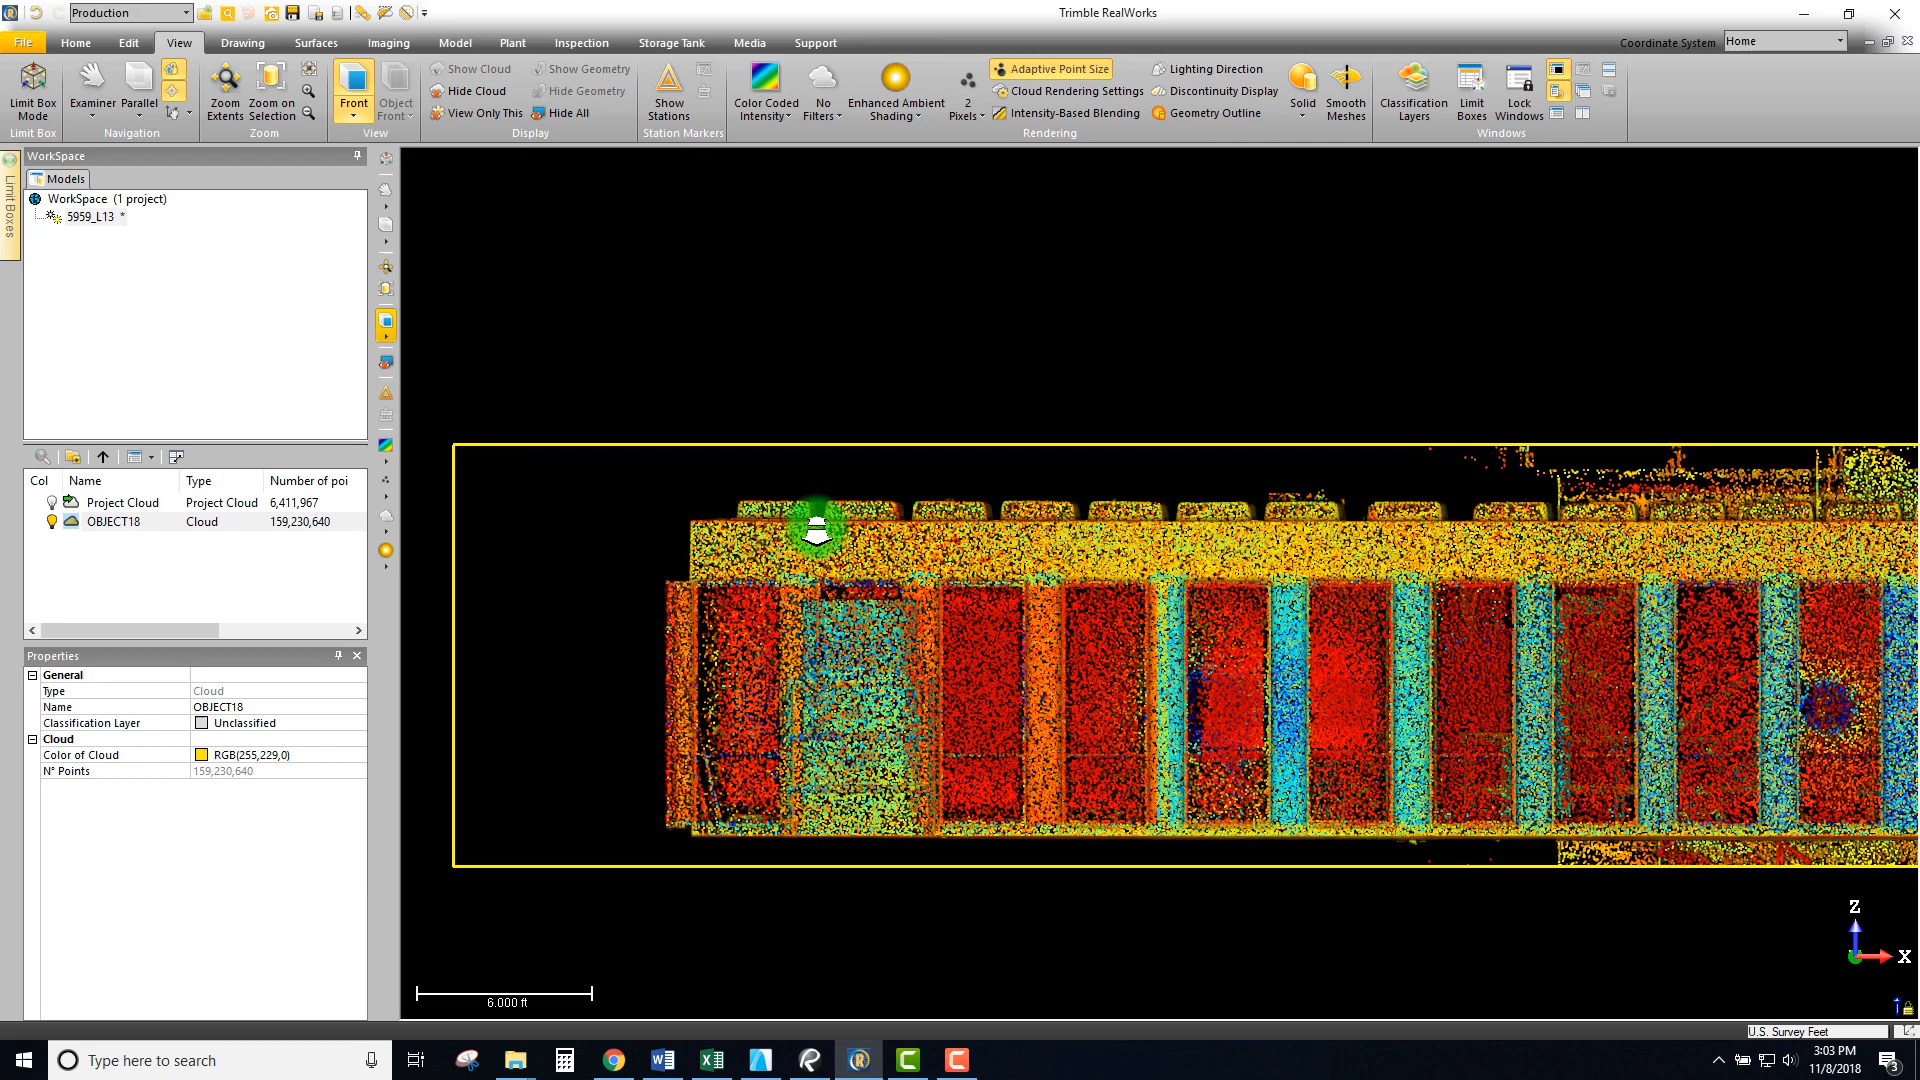 Production
Trimble RealWorks
File
Home
Edit
View
Drawing
Surfaces
Imaging
Model
Plant
Inspection
Storage Tank
Media
Support
Coordinate System
Home
Limit Box Mode
Limit Box
Examiner
Parallel
Navigation
Zoom Extents
Zoom on Selection
Zoom
Front
Object Front
View
Show Cloud
Hide Cloud
View Only This
Show Geometry
Hide Geometry
Hide All
Display
Show Stations
Station Markers
Color Coded Intensity
No Filters
Enhanced Ambient Shading
2 Pixels
Adaptive Point Size
Cloud Rendering Settings
Intensity-Based Blending
Lighting Direction
Discontinuity Display
Geometry Outline
Rendering
Solid
Smooth Meshes
Classification Layers
Limit Boxes
Lock Windows
Windows
Limit Boxes
WorkSpace
Models
WorkSpace (1 project)
5959_L13 *
Col Name Type Number of poi
Project Cloud Project Cloud 6,411,967
OBJECT18 Cloud 159,230,640
Properties
General
Type Cloud
Name OBJECT18
Classification Layer Unclassified
Cloud
Color of Cloud RGB(255,229,0)
N° Points 159,230,640
6.000 ft
Z
X
U.S. Survey Feet
Type here to search
3:03 PM
11/8/2018
3